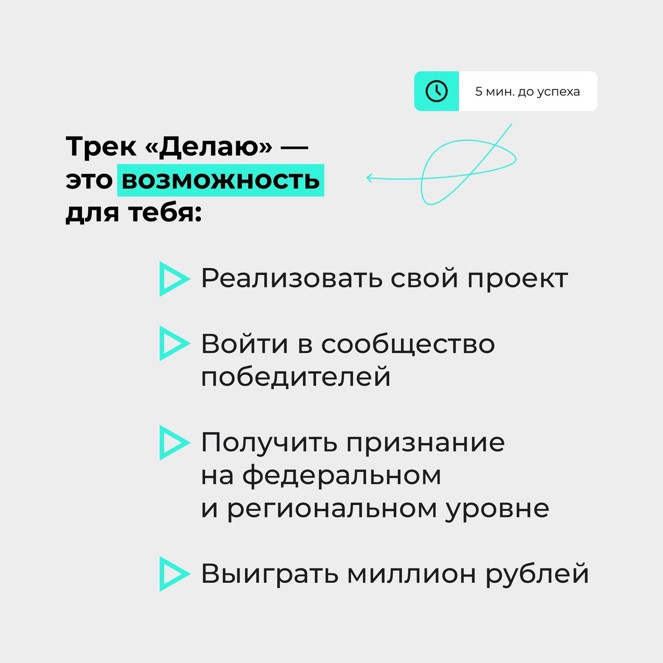 5 мин. до успеха
Трек «Делаю» —
это возможность
для тебя:
Реализовать свой проект
Войти в сообщество
победителей
Получить признание
на федеральном
и региональном уровне
Выиграть миллион рублей